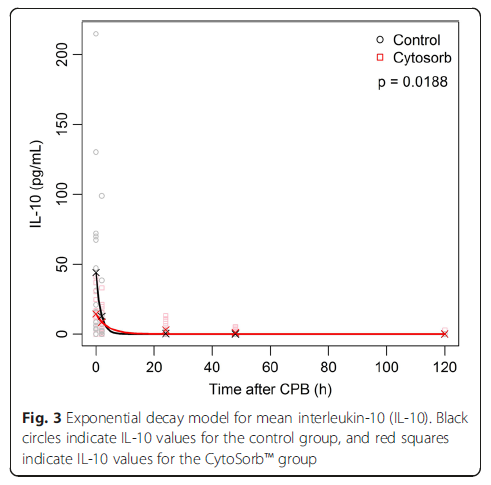 200
150
100
50
0
IL-10 (pg/mL)
Control
Cytosorb
p = 0.0188
0 20 40 60 80 100 120
Time after CPB (h)
Fig. 3 Exponential decay model for mean interleukin-10 (IL-10). Black
circles indicate IL-10 values for the control group, and red squares
indicate IL-10 values for the CytoSorb™ group